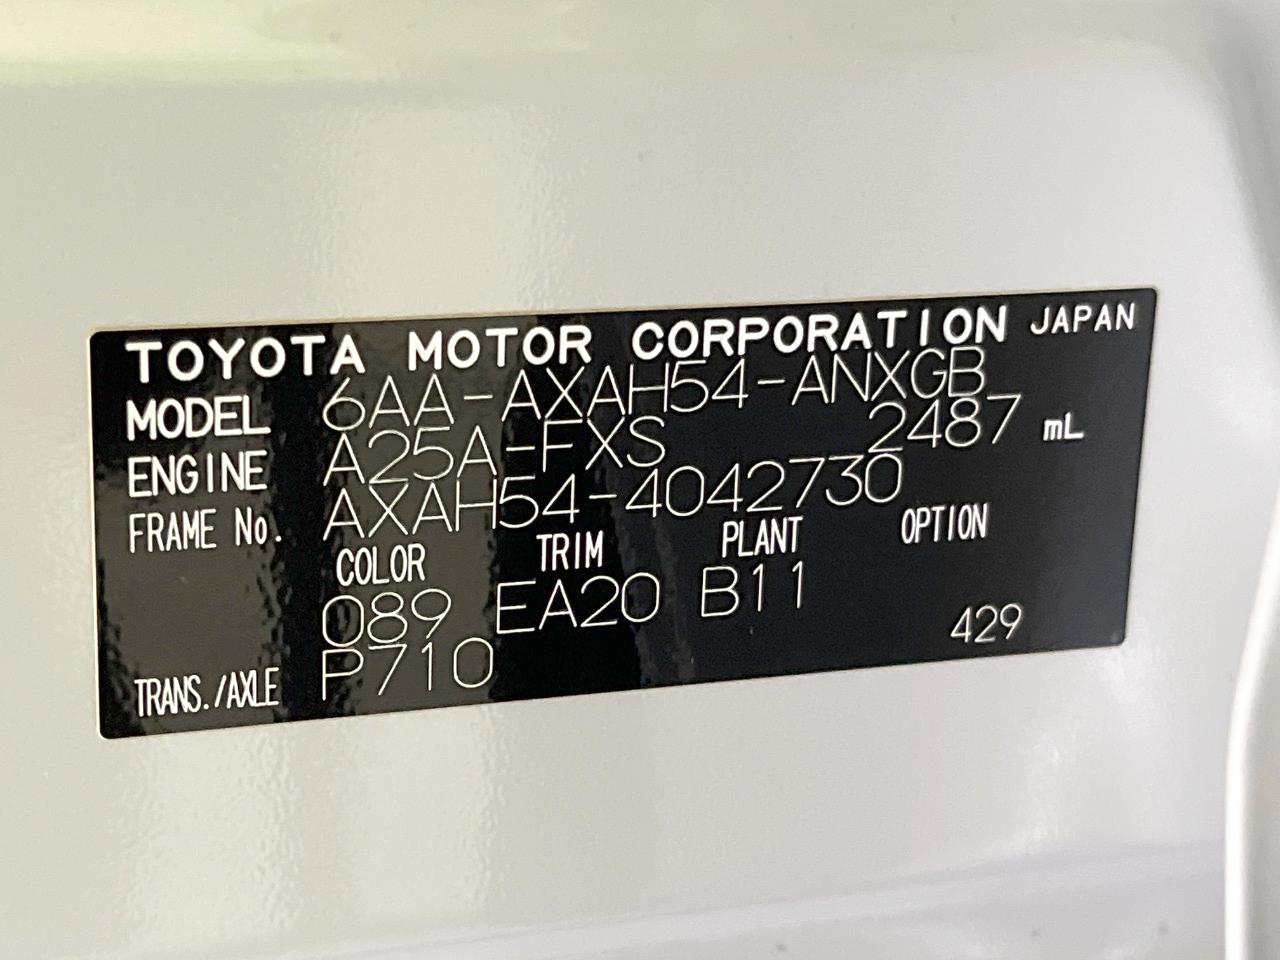 TOYOTA MOTOR CORPORATION JAPAN
MODEL 6AA-AXAH54-ANXGB
ENGINE A25A-FXS 2487 mL
FRAME No. AXAH54-4042730
COLOR TRIM PLANT OPTION
089 EA20 B11
TRANS./AXLE P710 429